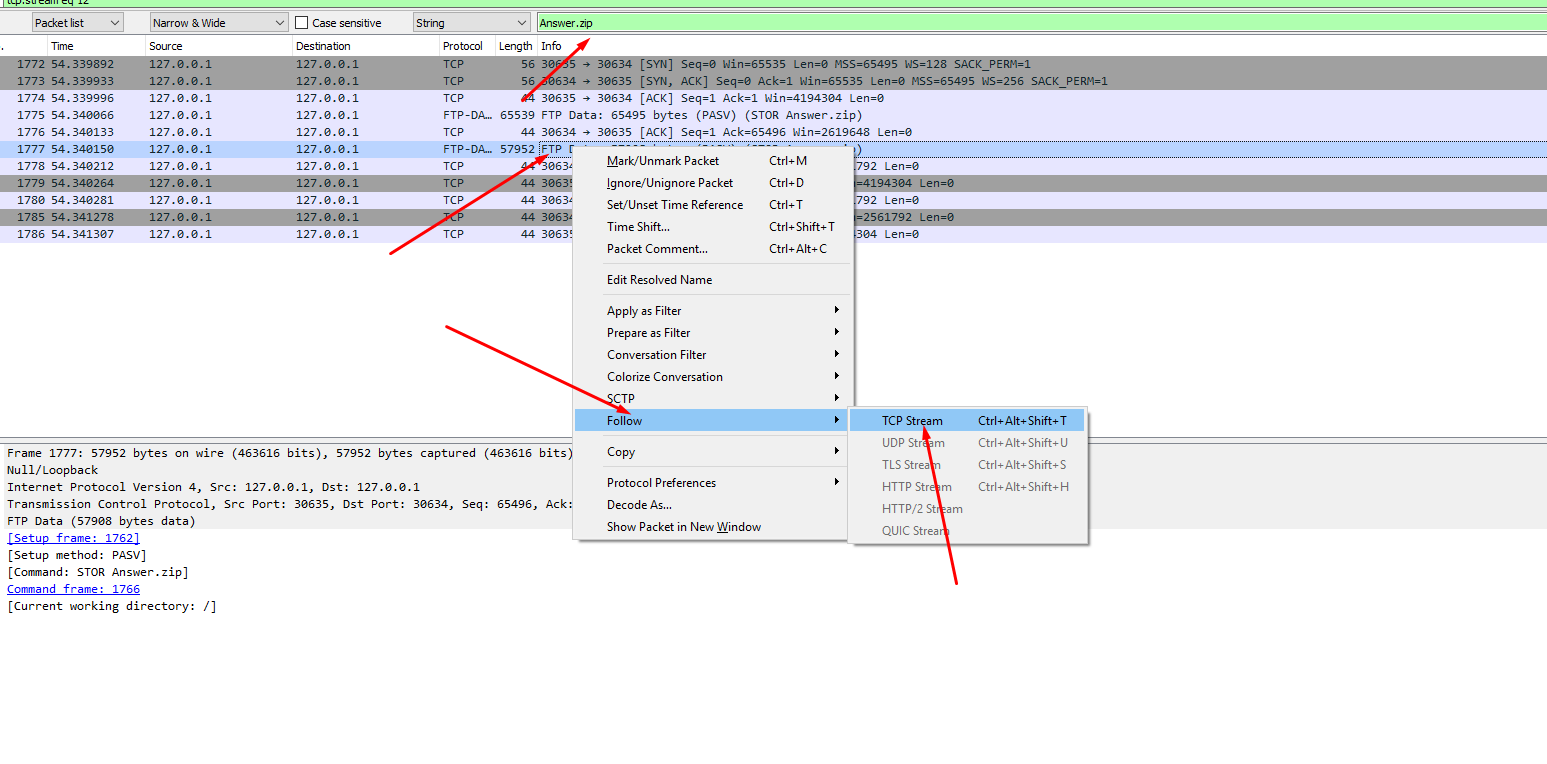 tcp.stream eq 12
Packet list Narrow & Wide Case sensitive String Answer.zip
. Time Source Destination Protocol Length Info
1772 54.339892 127.0.0.1 127.0.0.1 TCP 56 30635 → 30634 [SYN] Seq=0 Win=65535 Len=0 MSS=65495 WS=128 SACK_PERM=1
1773 54.339933 127.0.0.1 127.0.0.1 TCP 56 30634 → 30635 [SYN, ACK] Seq=0 Ack=1 Win=65535 Len=0 MSS=65495 WS=256 SACK_PERM=1
1774 54.339996 127.0.0.1 127.0.0.1 TCP 44 30635 → 30634 [ACK] Seq=1 Ack=1 Win=4194304 Len=0
1775 54.340066 127.0.0.1 127.0.0.1 FTP-DA… 65539 FTP Data: 65495 bytes (PASV) (STOR Answer.zip)
1776 54.340133 127.0.0.1 127.0.0.1 TCP 44 30634 → 30635 [ACK] Seq=1 Ack=65496 Win=2619648 Len=0
1777 54.340150 127.0.0.1 127.0.0.1 FTP-DA… 57952 FTP
1778 54.340212 127.0.0.1 127.0.0.1 TCP 44 30634 1792 Len=0
1779 54.340264 127.0.0.1 127.0.0.1 TCP 44 30635 =4194304 Len=0
1780 54.340281 127.0.0.1 127.0.0.1 TCP 44 30634 1792 Len=0
1785 54.341278 127.0.0.1 127.0.0.1 TCP 44 30634 =2561792 Len=0
1786 54.341307 127.0.0.1 127.0.0.1 TCP 44 30635 304 Len=0
Mark/Unmark Packet Ctrl+M
Ignore/Unignore Packet Ctrl+D
Set/Unset Time Reference Ctrl+T
Time Shift... Ctrl+Shift+T
Packet Comment... Ctrl+Alt+C
Edit Resolved Name
Apply as Filter
Prepare as Filter
Conversation Filter
Colorize Conversation
SCTP
Follow
Copy
Protocol Preferences
Decode As...
Show Packet in New Window
TCP Stream Ctrl+Alt+Shift+T
UDP Stream Ctrl+Alt+Shift+U
TLS Stream Ctrl+Alt+Shift+S
HTTP Stream Ctrl+Alt+Shift+H
HTTP/2 Stream
QUIC Stream
Frame 1777: 57952 bytes on wire (463616 bits), 57952 bytes captured (463616 bits)
Null/Loopback
Internet Protocol Version 4, Src: 127.0.0.1, Dst: 127.0.0.1
Transmission Control Protocol, Src Port: 30635, Dst Port: 30634, Seq: 65496, Ack:
FTP Data (57908 bytes data)
[Setup frame: 1762]
[Setup method: PASV]
[Command: STOR Answer.zip]
Command frame: 1766
[Current working directory: /]